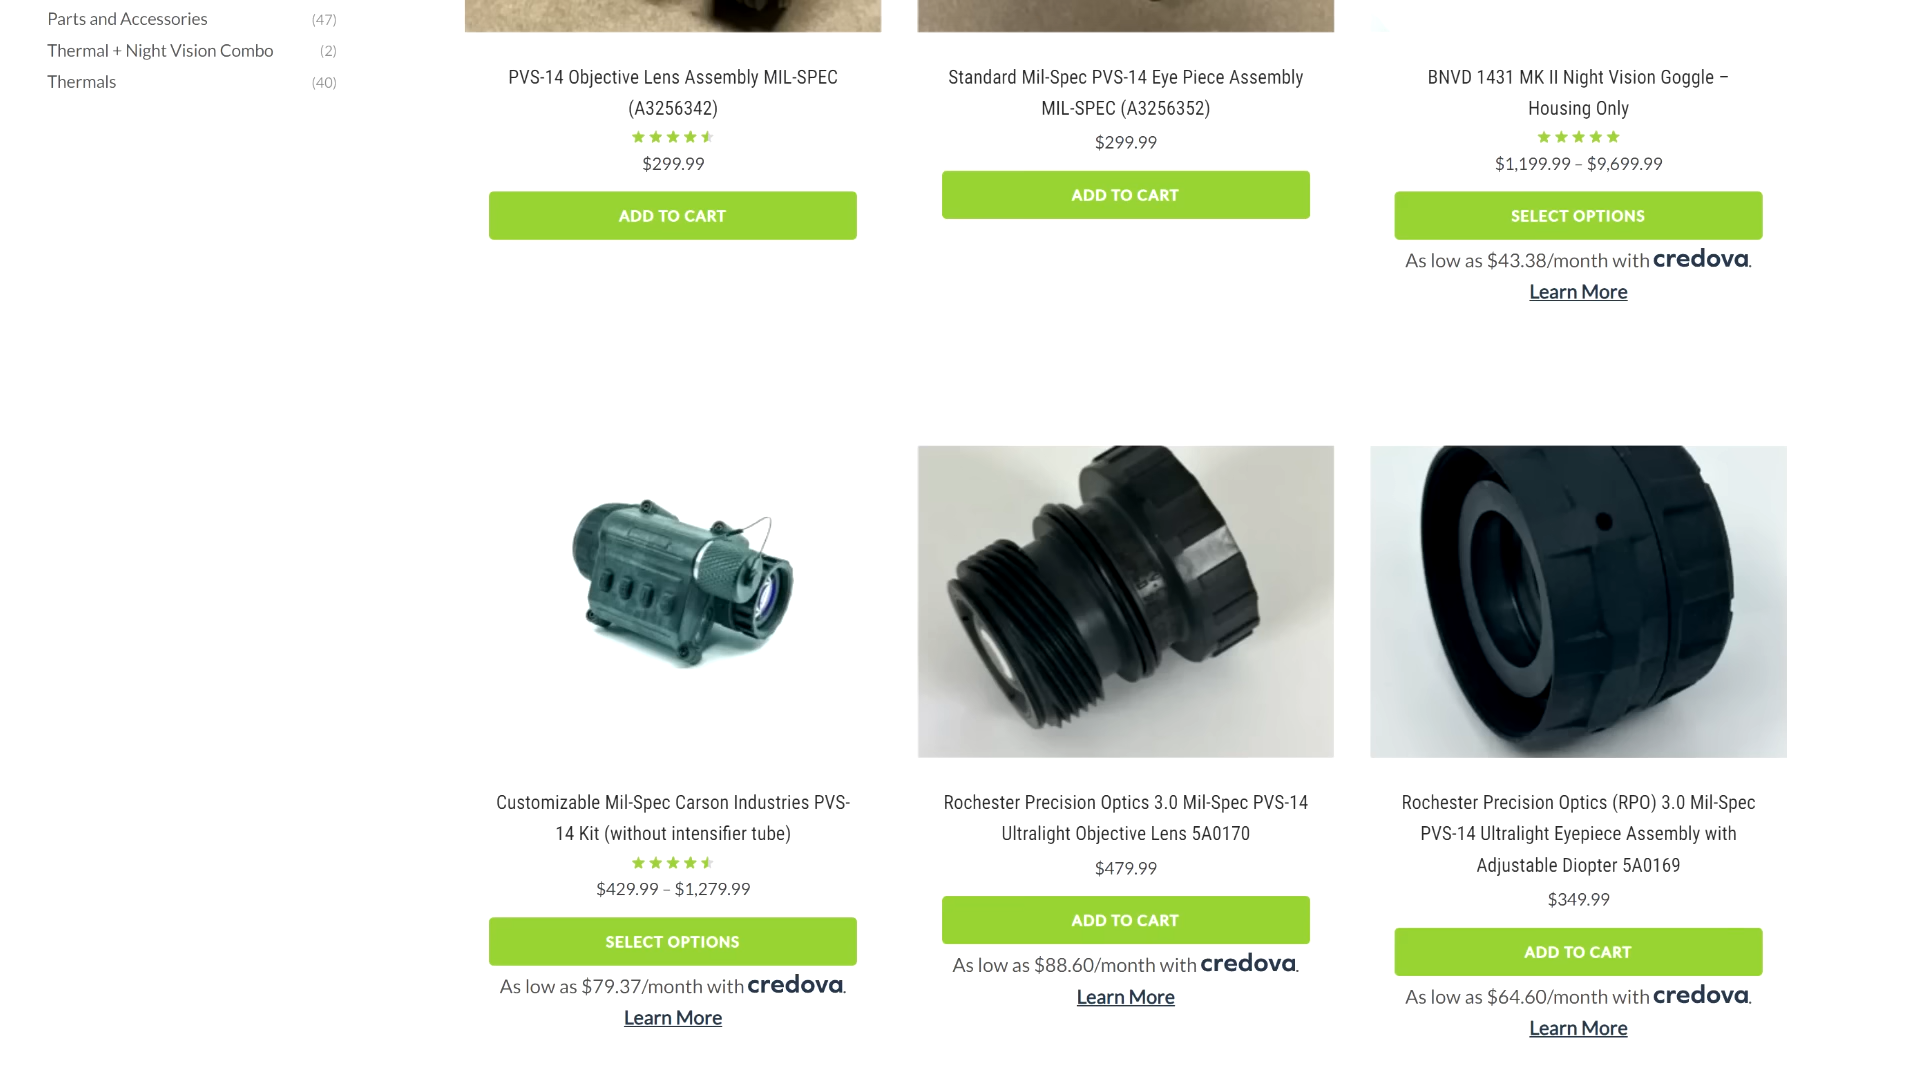 Parts and Accessories (47)
Thermal + Night Vision Combo (2)
Thermals (40)
PVS-14 Objective Lens Assembly MIL-SPEC
(A3256342)
$299.99
ADD TO CART
Standard Mil-Spec PVS-14 Eye Piece Assembly
MIL-SPEC (A3256352)
$299.99
ADD TO CART
BNVD 1431 MK II Night Vision Goggle –
Housing Only
$1,199.99 – $9,699.99
SELECT OPTIONS
As low as $43.38/month with credova.
Learn More
Customizable Mil-Spec Carson Industries PVS-
14 Kit (without intensifier tube)
$429.99 – $1,279.99
SELECT OPTIONS
As low as $79.37/month with credova.
Learn More
Rochester Precision Optics 3.0 Mil-Spec PVS-14
Ultralight Objective Lens 5A0170
$479.99
ADD TO CART
As low as $88.60/month with credova.
Learn More
Rochester Precision Optics (RPO) 3.0 Mil-Spec
PVS-14 Ultralight Eyepiece Assembly with
Adjustable Diopter 5A0169
$349.99
ADD TO CART
As low as $64.60/month with credova.
Learn More